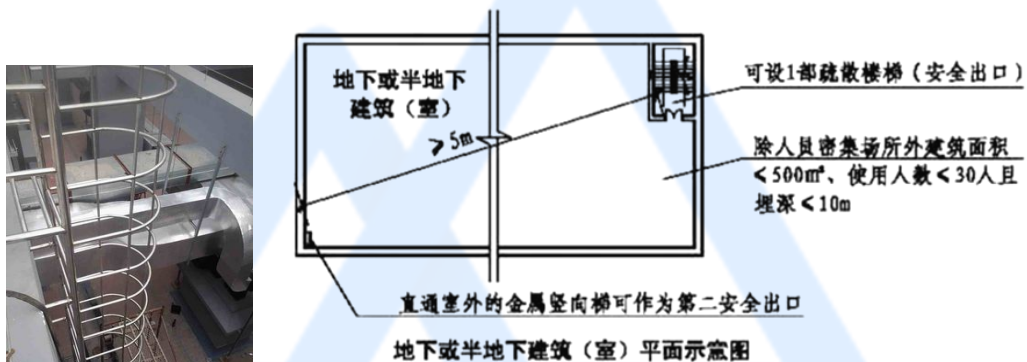 地下或半地下
建筑（室）
≥5m
可设1部疏散楼梯（安全出口）
除人员密集场所外建筑面积
≤500㎡、使用人数≤30人且
埋深≤10m
直通室外的金属竖向梯可作为第二安全出口
地下或半地下建筑（室）平面示意图